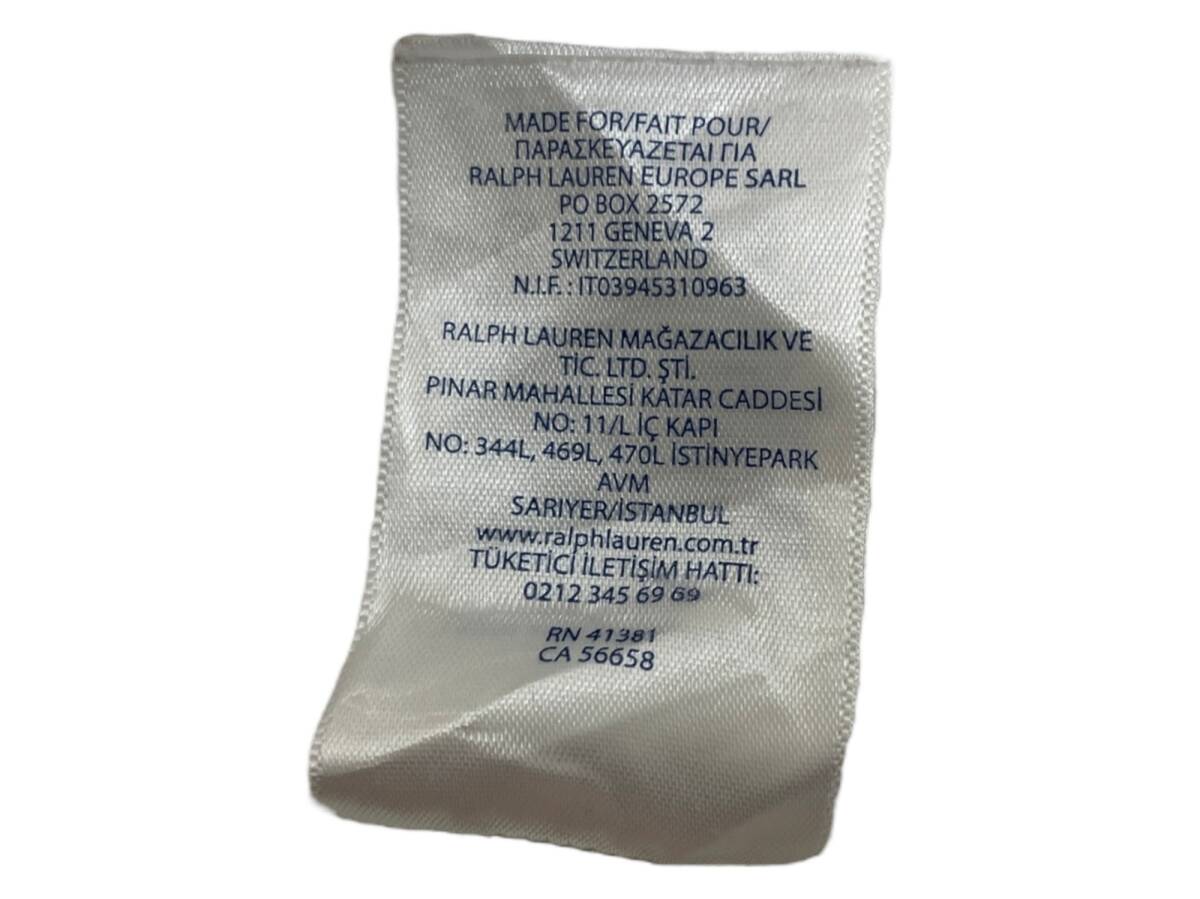 MADE FOR/FAIT POUR/
ΠΑΡΑΣΚΕΥΑΖΕΤΑΙ ΓΙΑ
RALPH LAUREN EUROPE SARL
PO BOX 2572
1211 GENEVA 2
SWITZERLAND
N.I.F. : IT03945310963
RALPH LAUREN MAĞAZACILIK VE
TİC. LTD. ŞTİ.
PINAR MAHALLESİ KATAR CADDESİ
NO: 11/L İÇ KAPI
NO: 344L, 469L, 470L İSTİNYEPARK
AVM
SARIYER/İSTANBUL
www.ralphlauren.com.tr
TÜKETİCİ İLETİŞİM HATTI:
0212 345 69 69
RN 41381
CA 56658